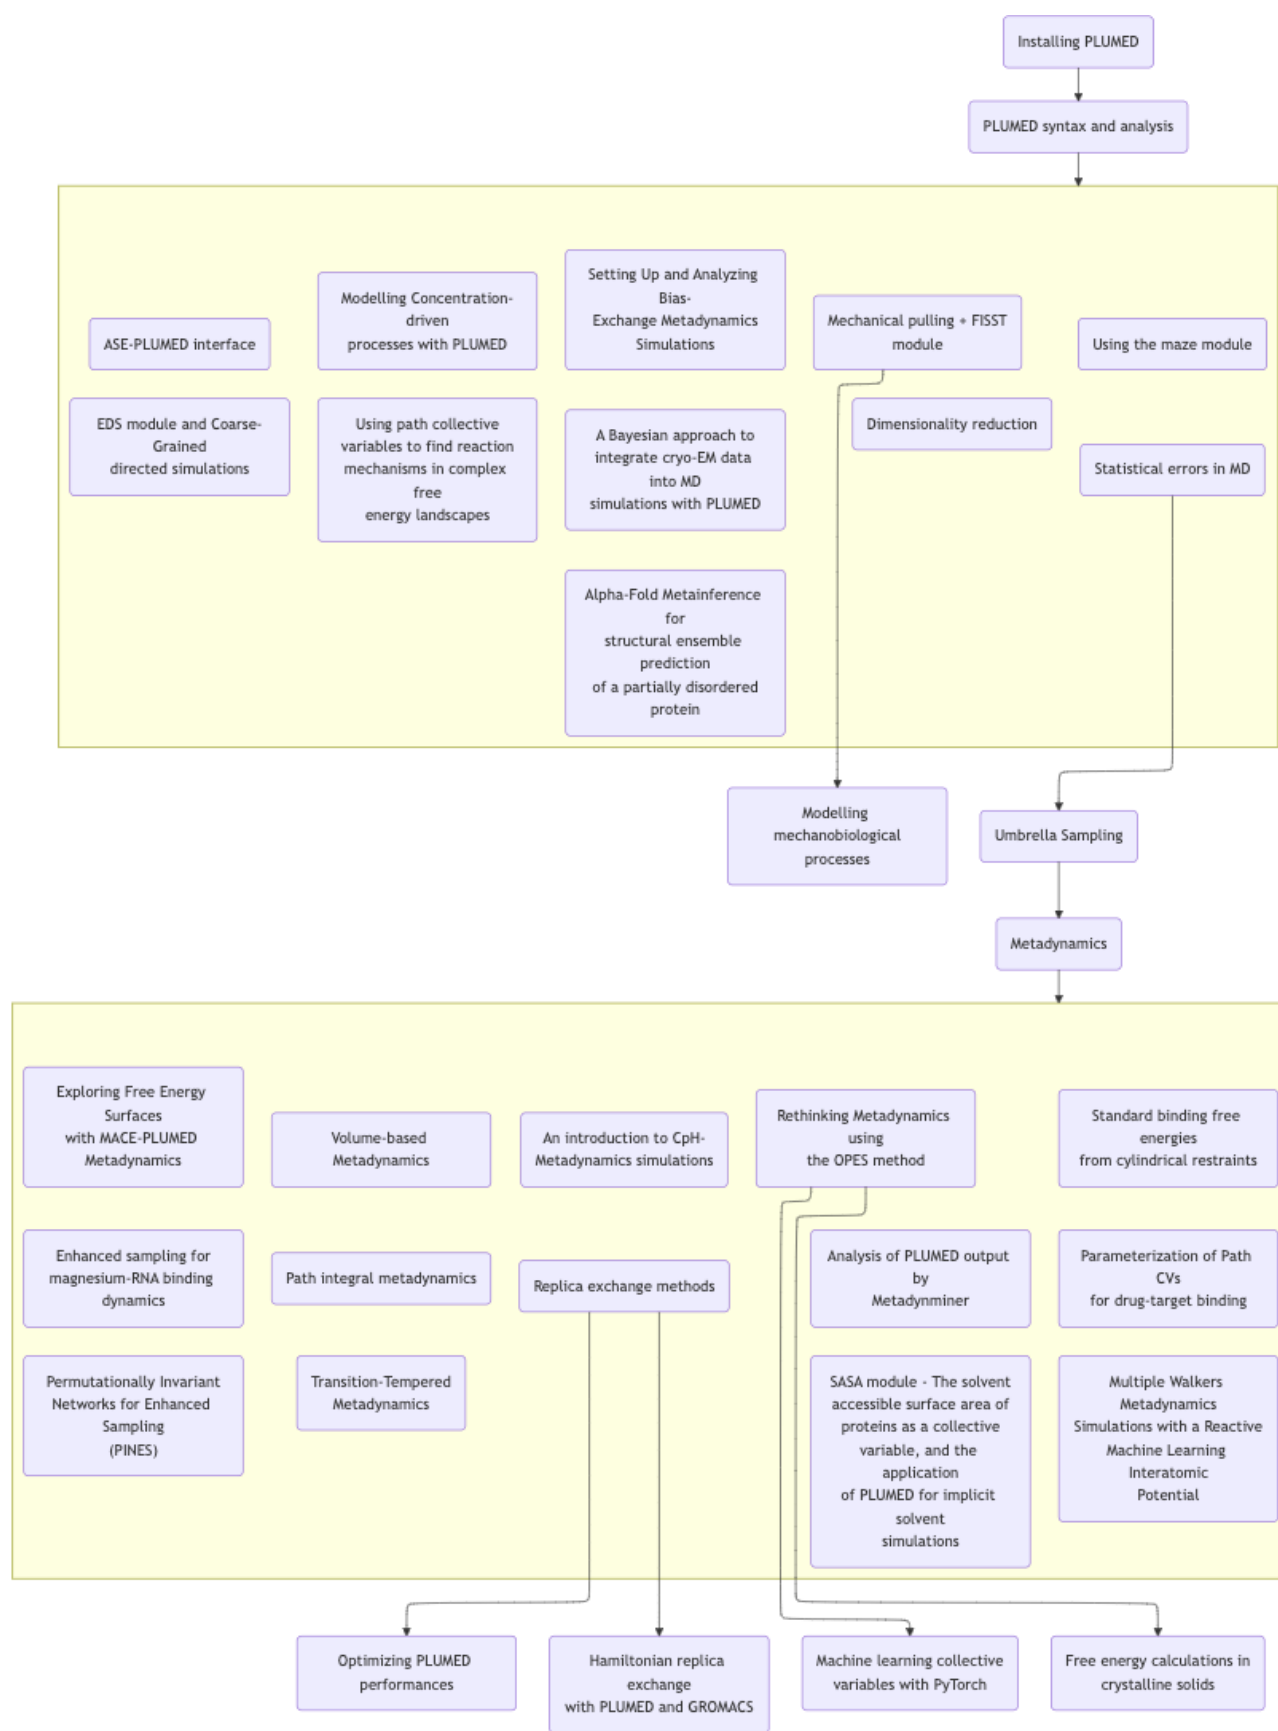 Installing PLUMED
PLUMED syntax and analysis
ASE-PLUMED interface
Modelling Concentration-
driven
processes with PLUMED
Setting Up and Analyzing
Bias-
Exchange Metadynamics
Simulations
Mechanical pulling + FISST
module
Using the maze module
EDS module and Coarse-
Grained
directed simulations
Using path collective
variables to find reaction
mechanisms in complex
free
energy landscapes
A Bayesian approach to
integrate cryo-EM data
into MD
simulations with PLUMED
Dimensionality reduction
Statistical errors in MD
Alpha-Fold Metainference
for
structural ensemble
prediction
of a partially disordered
protein
Modelling
mechanobiological
processes
Umbrella Sampling
Metadynamics
Exploring Free Energy
Surfaces
with MACE-PLUMED
Metadynamics
Volume-based
Metadynamics
An introduction to CpH-
Metadynamics simulations
Rethinking Metadynamics
using
the OPES method
Standard binding free
energies
from cylindrical restraints
Enhanced sampling for
magnesium-RNA binding
dynamics
Path integral metadynamics
Replica exchange methods
Analysis of PLUMED output
by
Metadynminer
Parameterization of Path
CVs
for drug-target binding
Permutationally Invariant
Networks for Enhanced
Sampling
(PINES)
Transition-Tempered
Metadynamics
SASA module - The solvent
accessible surface area of
proteins as a collective
variable, and the
application
of PLUMED for implicit
solvent
simulations
Multiple Walkers
Metadynamics
Simulations with a Reactive
Machine Learning
Interatomic
Potential
Optimizing PLUMED
performances
Hamiltonian replica
exchange
with PLUMED and GROMACS
Machine learning collective
variables with PyTorch
Free energy calculations in
crystalline solids